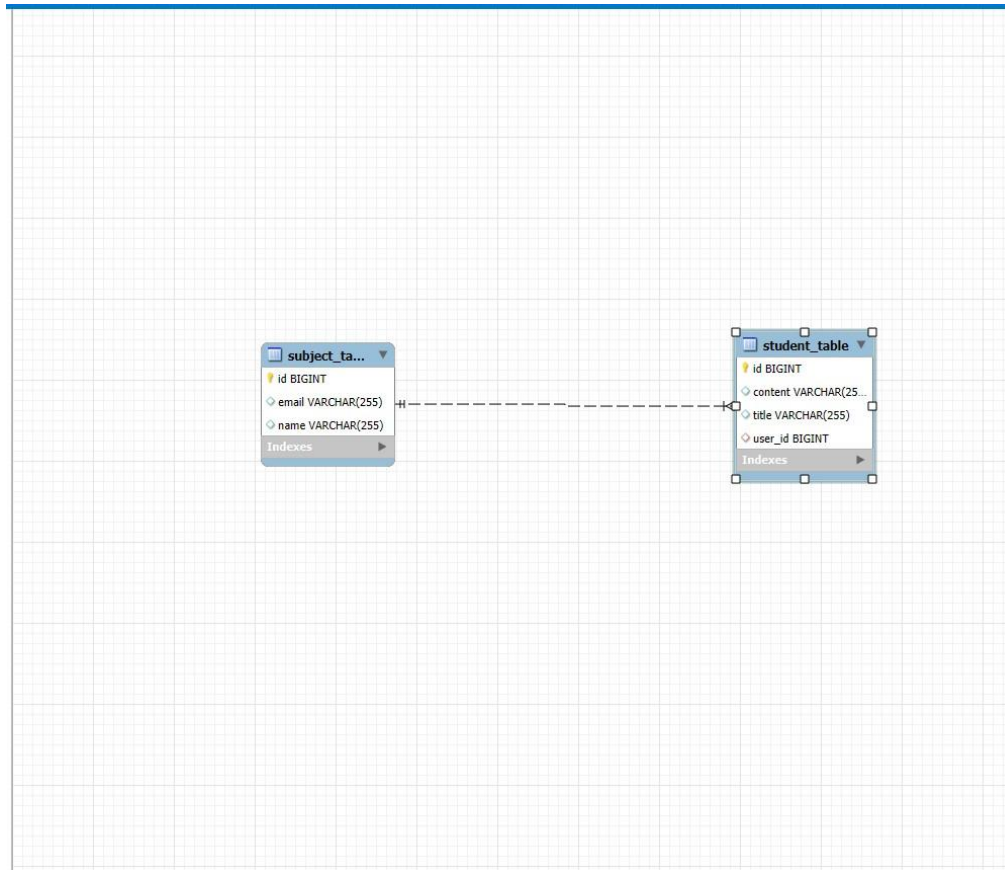 subject_ta...
id BIGINT
email VARCHAR(255)
name VARCHAR(255)
Indexes
student_table
id BIGINT
content VARCHAR(25...
title VARCHAR(255)
user_id BIGINT
Indexes